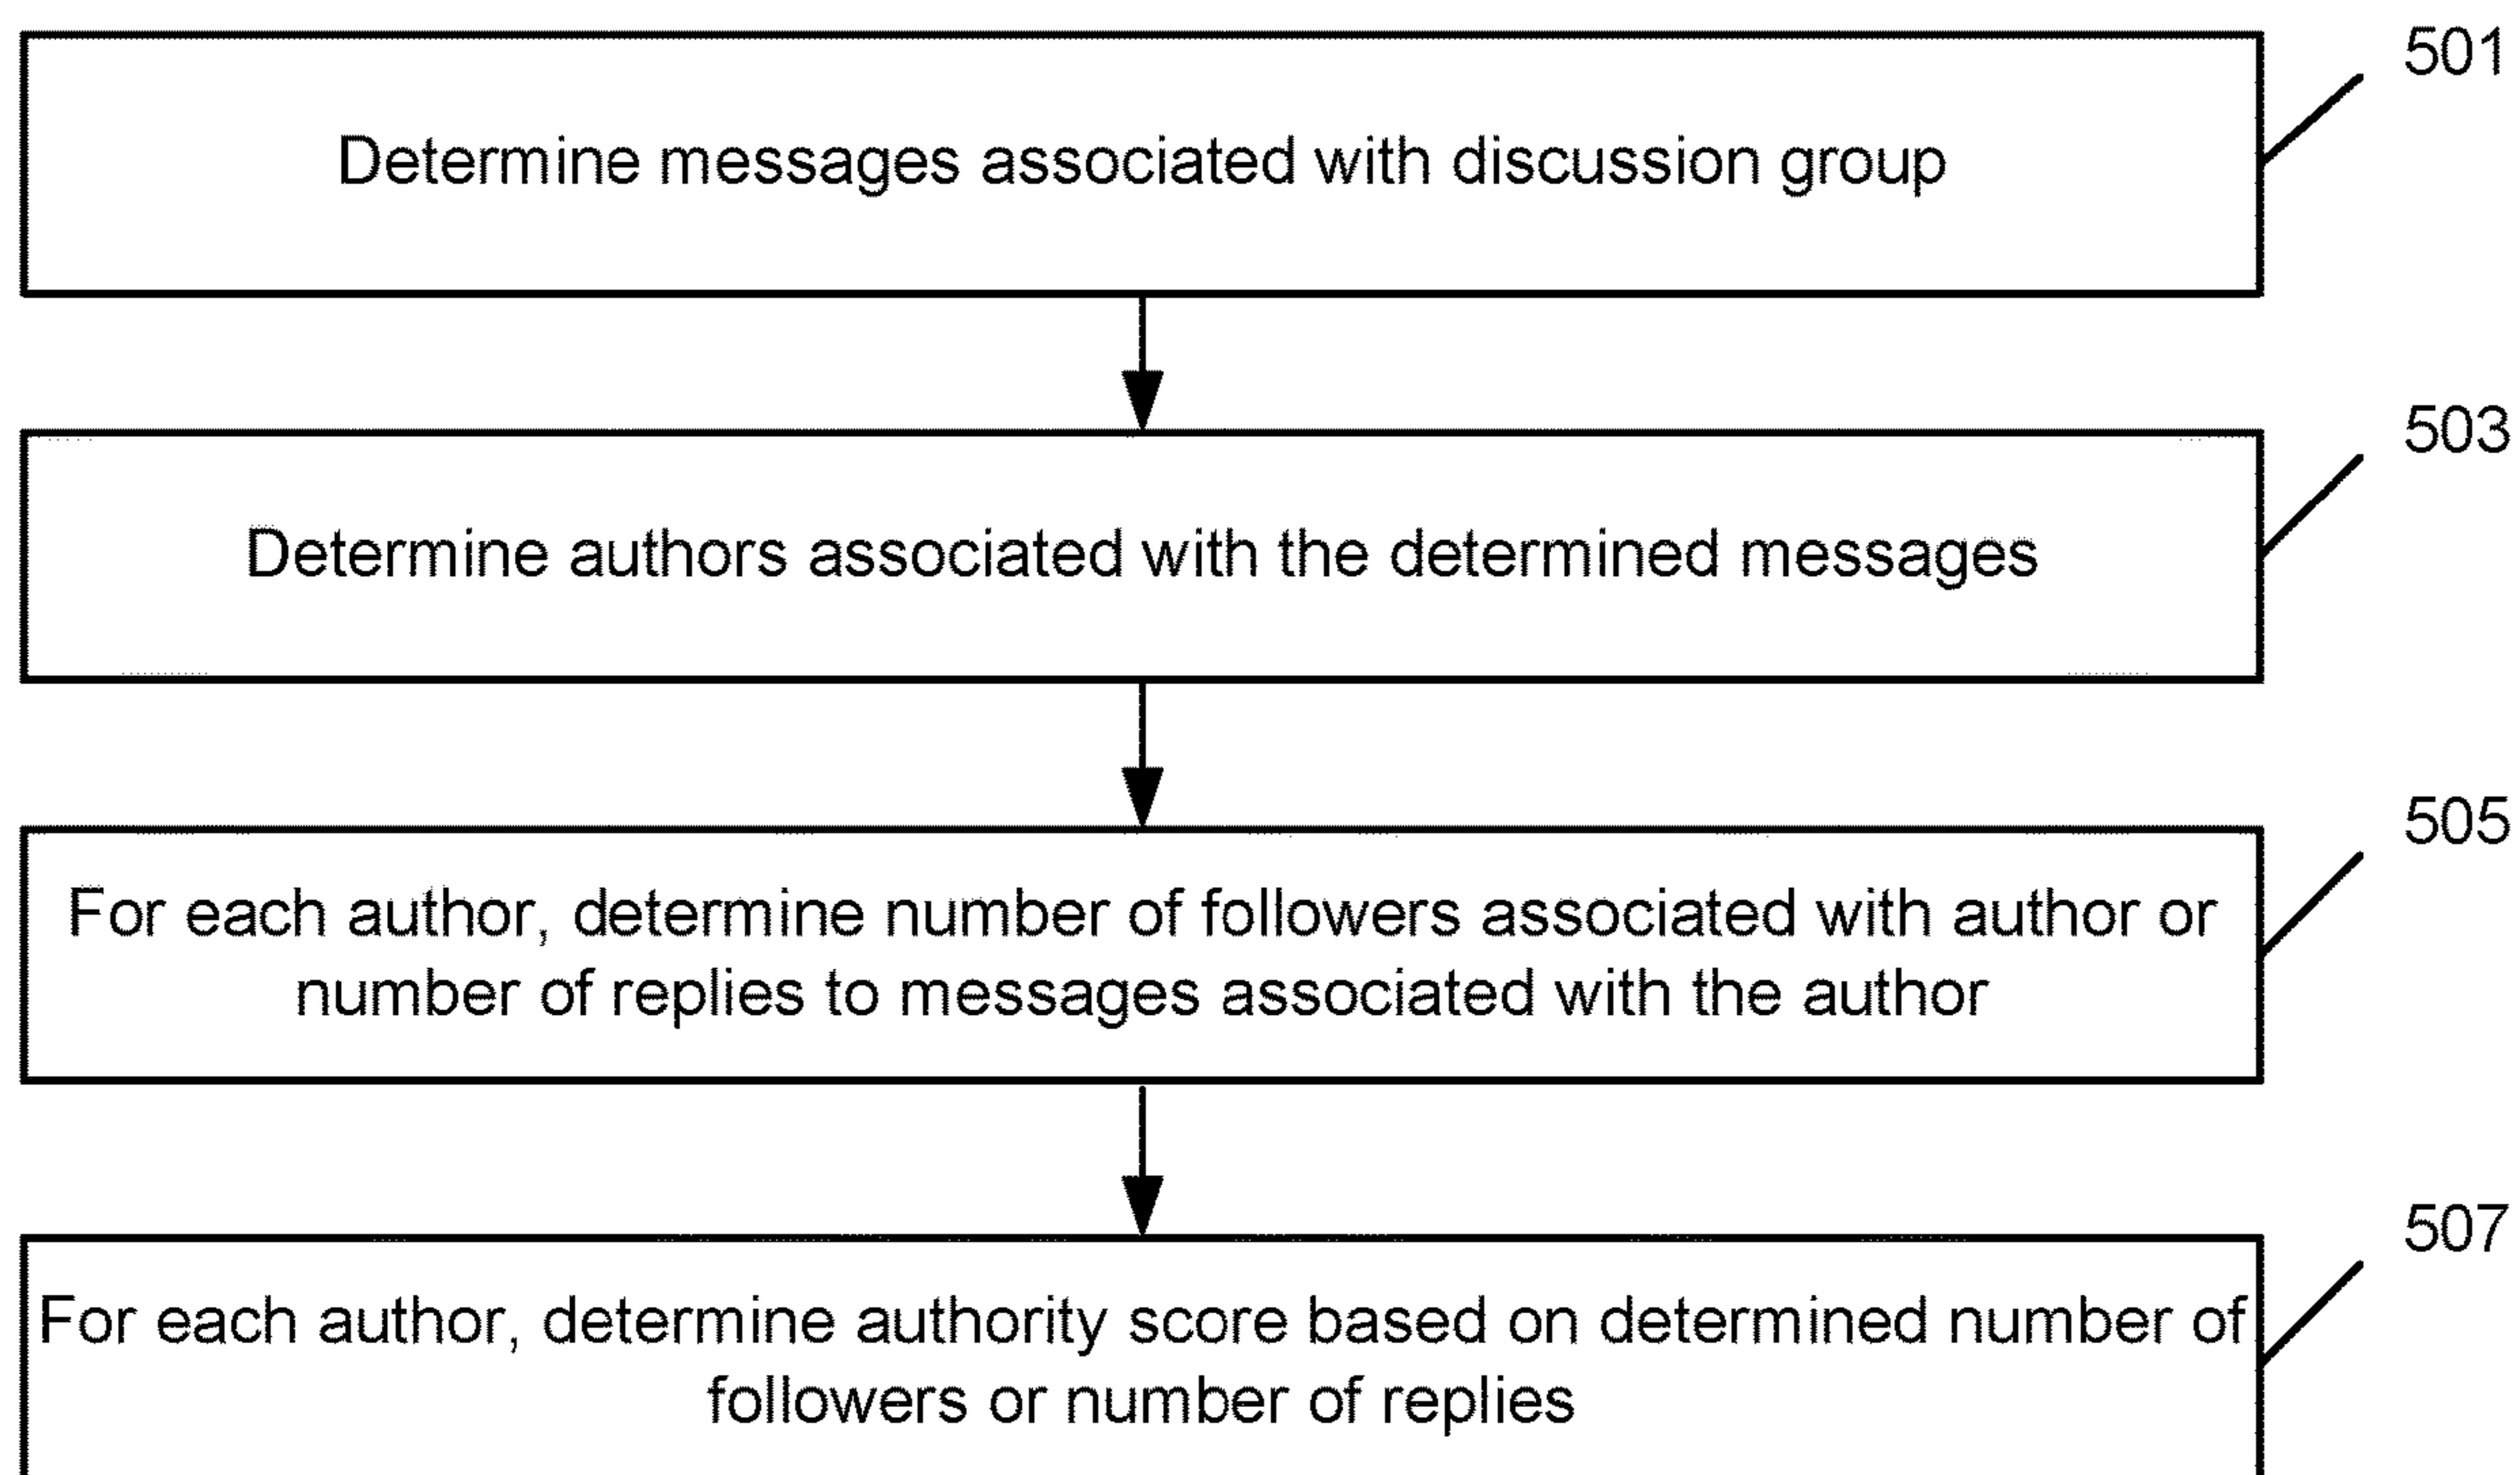 501
Determine messages associated with discussion group
503
Determine authors associated with the determined messages
505
For each author, determine number of followers associated with author or
number of replies to messages associated with the author
507
For each author, determine authority score based on determined number of
followers or number of replies